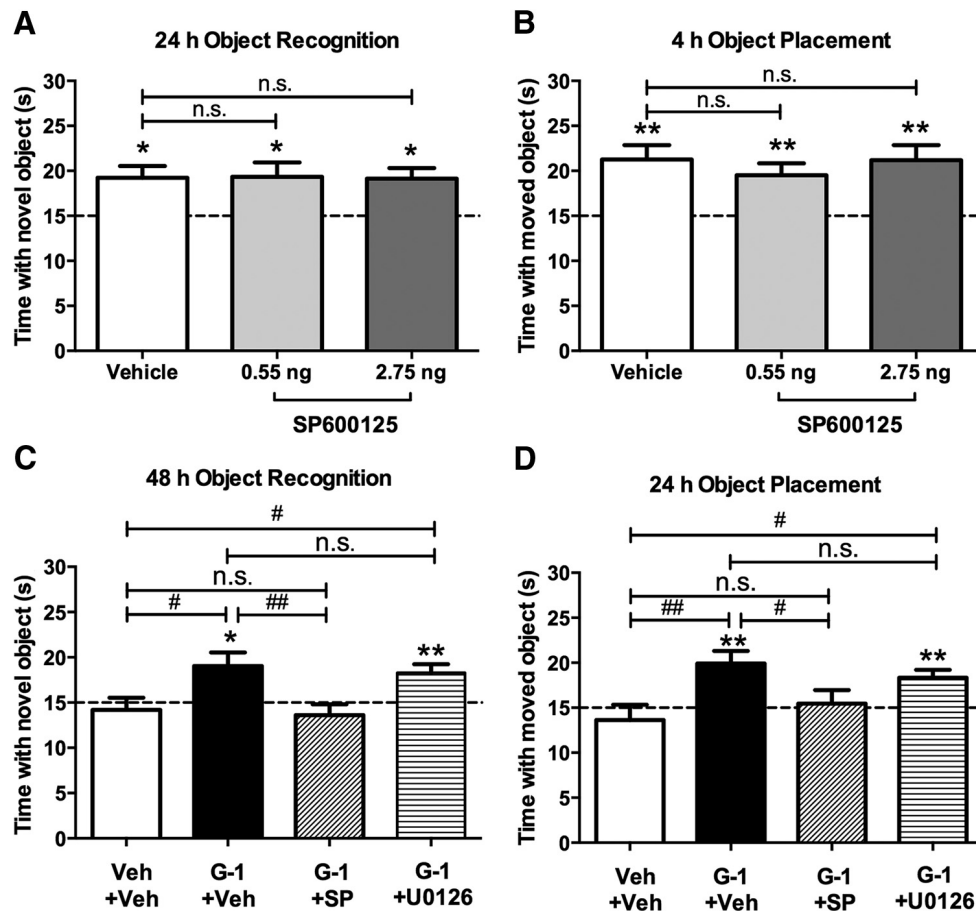 A
24 h Object Recognition
Time with novel object (s)
30
25
20
15
10
5
0
n.s.
n.s.
*
*
*
Vehicle
0.55 ng
2.75 ng
SP600125
B
4 h Object Placement
Time with moved object (s)
30
25
20
15
10
5
0
n.s.
n.s.
**
**
**
Vehicle
0.55 ng
2.75 ng
SP600125
C
48 h Object Recognition
Time with novel object (s)
30
25
20
15
10
5
0
#
n.s.
n.s.
#
##
*
**
Veh
+Veh
G-1
+Veh
G-1
+SP
G-1
+U0126
D
24 h Object Placement
Time with moved object (s)
30
25
20
15
10
5
0
#
n.s.
n.s.
##
#
**
**
Veh
+Veh
G-1
+Veh
G-1
+SP
G-1
+U0126